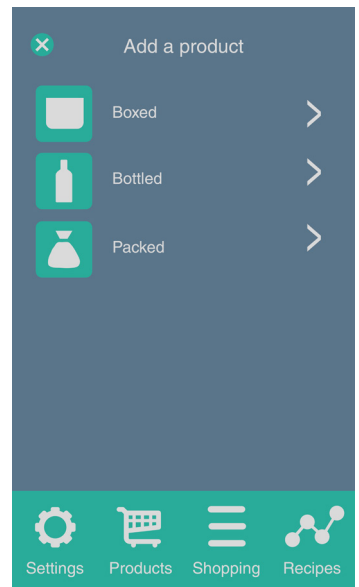 Add a product
Boxed
Bottled
Packed
Settings Products Shopping Recipes